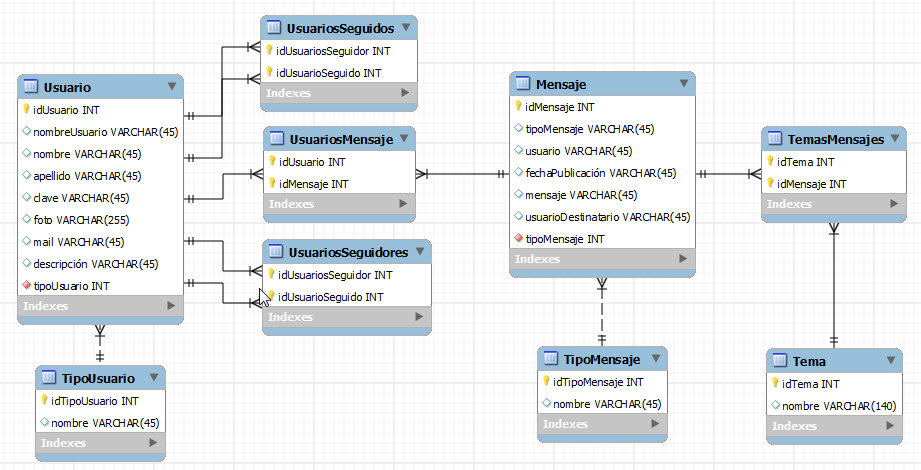 UsuariosSeguidos
idUsuariosSeguidor INT
idUsuarioSeguido INT
Indexes
Usuario
idUsuario INT
nombreUsuario VARCHAR(45)
nombre VARCHAR(45)
apellido VARCHAR(45)
clave VARCHAR(45)
foto VARCHAR(255)
mail VARCHAR(45)
descripción VARCHAR(45)
tipoUsuario INT
Indexes
UsuariosMensaje
idUsuario INT
idMensaje INT
Indexes
UsuariosSeguidores
idUsuariosSeguidor INT
idUsuarioSeguido INT
Indexes
Mensaje
idMensaje INT
tipoMensaje VARCHAR(45)
usuario VARCHAR(45)
fechaPublicación VARCHAR(45)
mensaje VARCHAR(45)
usuarioDestinatario VARCHAR(45)
tipoMensaje INT
Indexes
TemasMensajes
idTema INT
idMensaje INT
Indexes
TipoUsuario
idTipoUsuario INT
nombre VARCHAR(45)
Indexes
TipoMensaje
idTipoMensaje INT
nombre VARCHAR(45)
Indexes
Tema
idTema INT
nombre VARCHAR(140)
Indexes